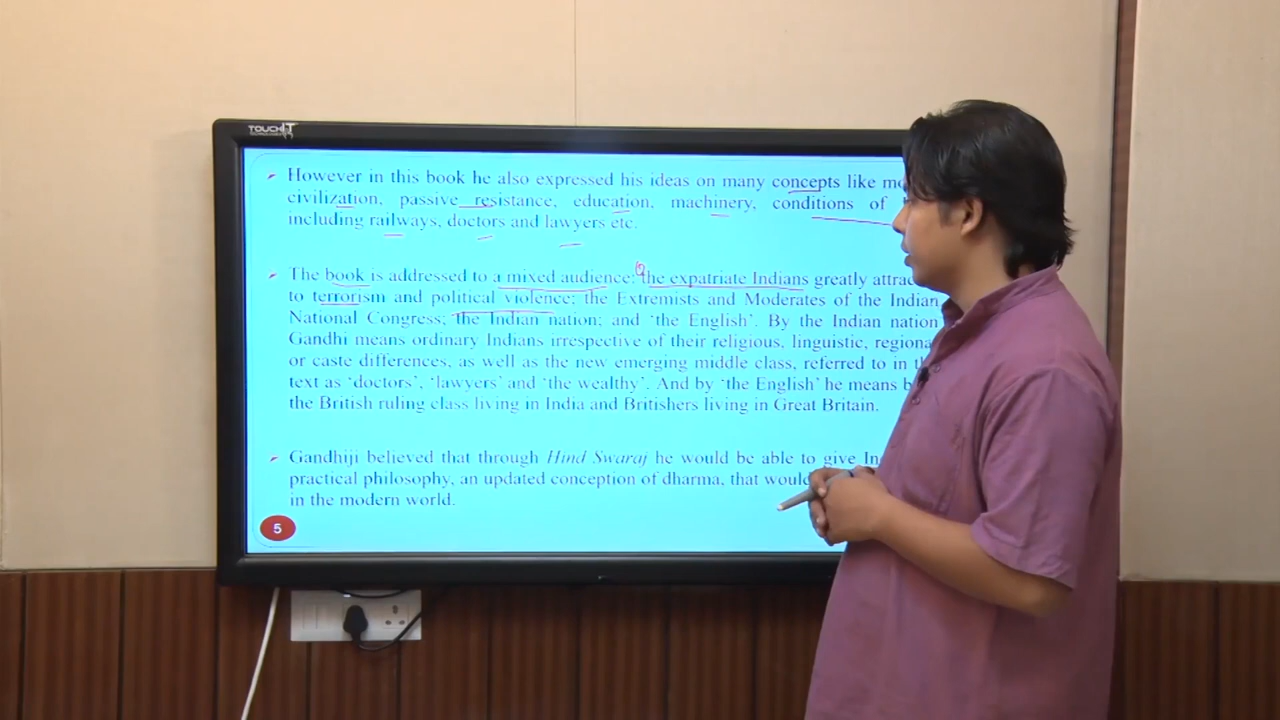 TOUCHIT
However in this book he also expressed his ideas on many concepts like
civilization, passive resistance, education, machinery, conditions of
including railways, doctors and lawyers etc.
The book is addressed to a mixed audience: the expatriate Indians greatly
to terrorism and political violence; the Extremists and Moderates of the Indian
National Congress; the Indian nation; and ‘the English’. By the Indian nation
Gandhi means ordinary Indians irrespective of their religious, linguistic,
or caste differences, as well as the new emerging middle class, referred to in
text as ‘doctors’, ‘lawyers’ and ‘the wealthy’. And by ‘the English’ he means
the British ruling class living in India and Britishers living in Great Britain.
Gandhiji believed that through Hind Swaraj he would be able to give
practical philosophy, an updated conception of dharma, that would
in the modern world.
5